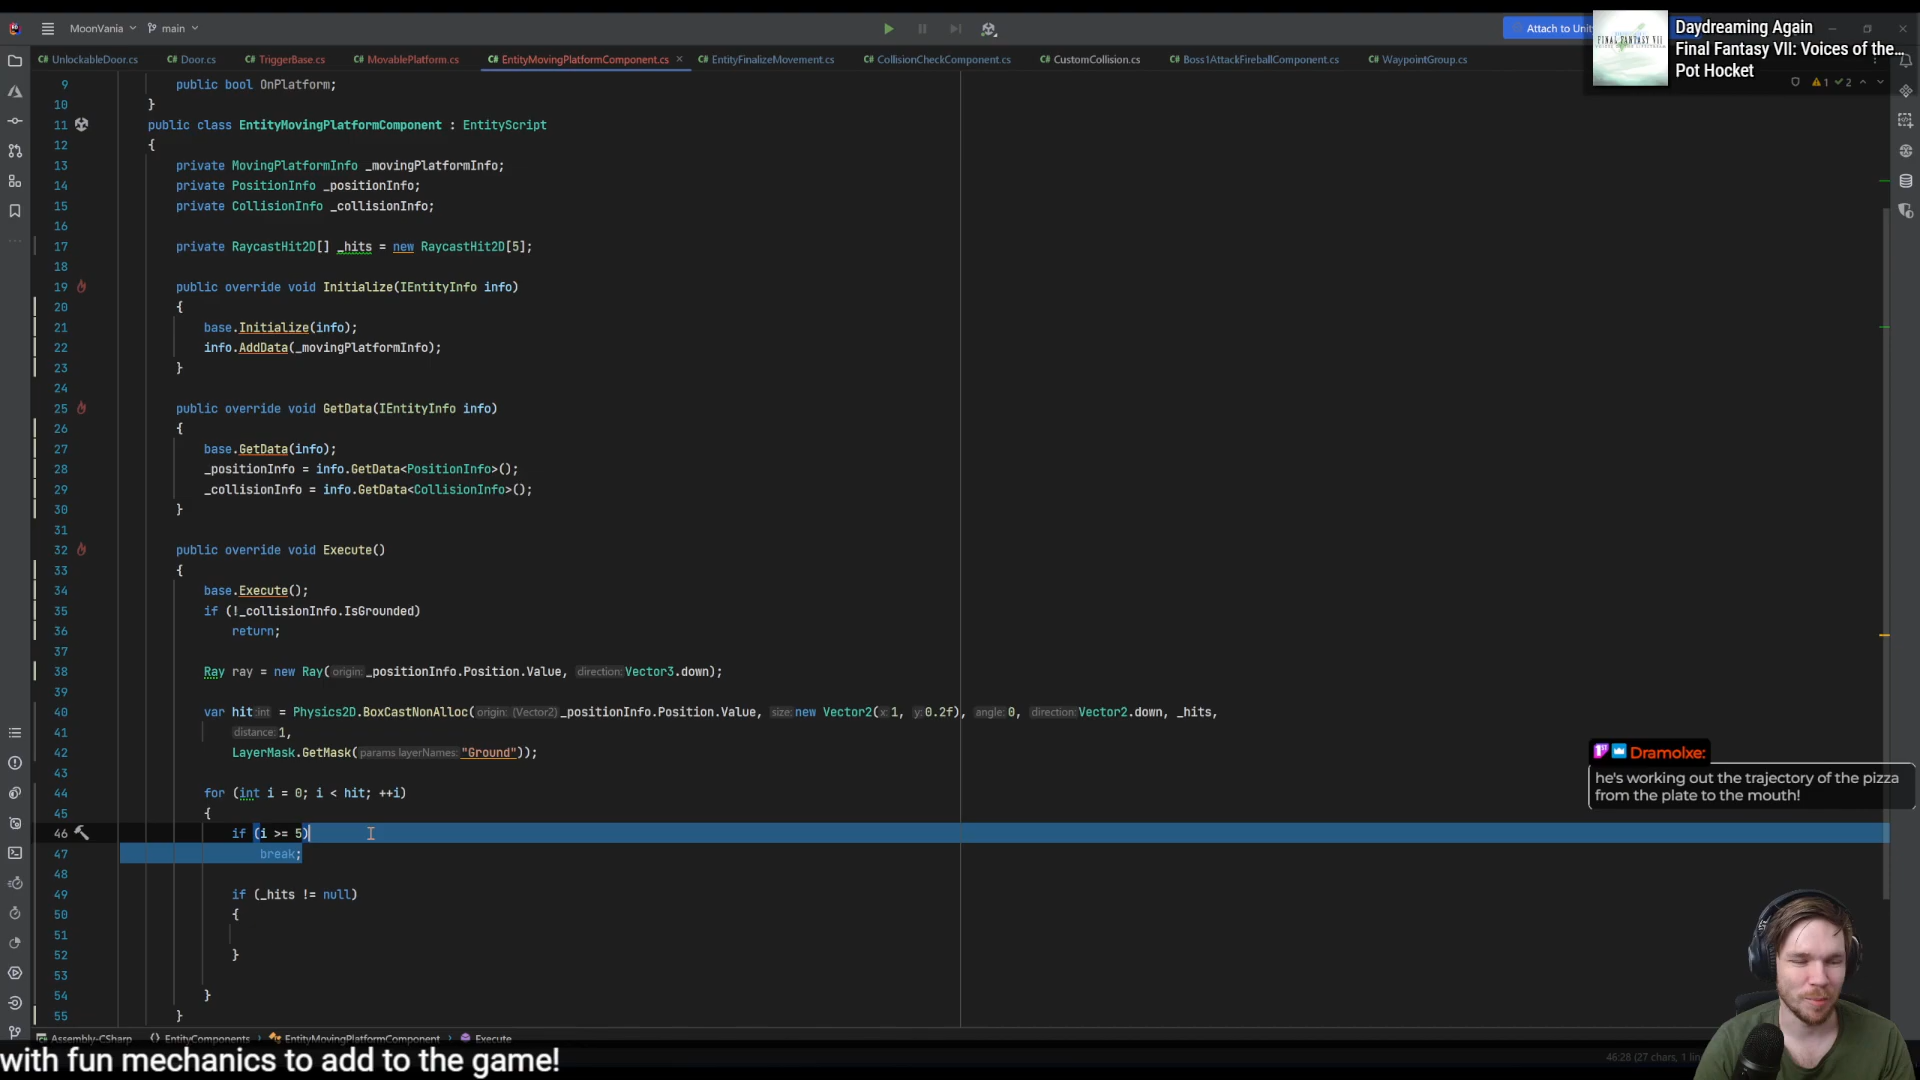 MoonVania
main
Attach to Unit
Daydreaming Again
Final Fantasy VII: Voices of the...
Pot Hocket
UnlockableDoor.cs
Door.cs
TriggerBase.cs
MovablePlatform.cs
EntityMovingPlatformComponent.cs
EntityFinalizeMovement.cs
CollisionCheckComponent.cs
CustomCollision.cs
Boss1AttackFireballComponent.cs
WaypointGroup.cs
1 2
9 public bool OnPlatform;
10 }
11 public class EntityMovingPlatformComponent : EntityScript
12 {
13 private MovingPlatformInfo _movingPlatformInfo;
14 private PositionInfo _positionInfo;
15 private CollisionInfo _collisionInfo;
16
17 private RaycastHit2D[] _hits = new RaycastHit2D[5];
18
19 public override void Initialize(IEntityInfo info)
20 {
21 base.Initialize(info);
22 info.AddData(_movingPlatformInfo);
23 }
24
25 public override void GetData(IEntityInfo info)
26 {
27 base.GetData(info);
28 _positionInfo = info.GetData<PositionInfo>();
29 _collisionInfo = info.GetData<CollisionInfo>();
30 }
31
32 public override void Execute()
33 {
34 base.Execute();
35 if (!_collisionInfo.IsGrounded)
36 return;
37
38 Ray ray = new Ray( origin: _positionInfo.Position.Value, direction: Vector3.down);
39
40 var hit :int = Physics2D.BoxCastNonAlloc( origin: (Vector2) _positionInfo.Position.Value, size: new Vector2( x: 1, y: 0.2f), angle: 0, direction: Vector2.down, _hits,
41 distance: 1,
42 LayerMask.GetMask( params layerNames: "Ground"));
43
44 for (int i = 0; i < hit; ++i)
45 {
46 if (i >= 5)
47 break;
48
49 if (_hits != null)
50 {
51
52 }
53
54 }
55 }
Dramolxe:
he's working out the trajectory of the pizza
from the plate to the mouth!
Assembly-CSharp
EntityComponents
EntityMovingPlatformComponent
Execute
with fun mechanics to add to the game!